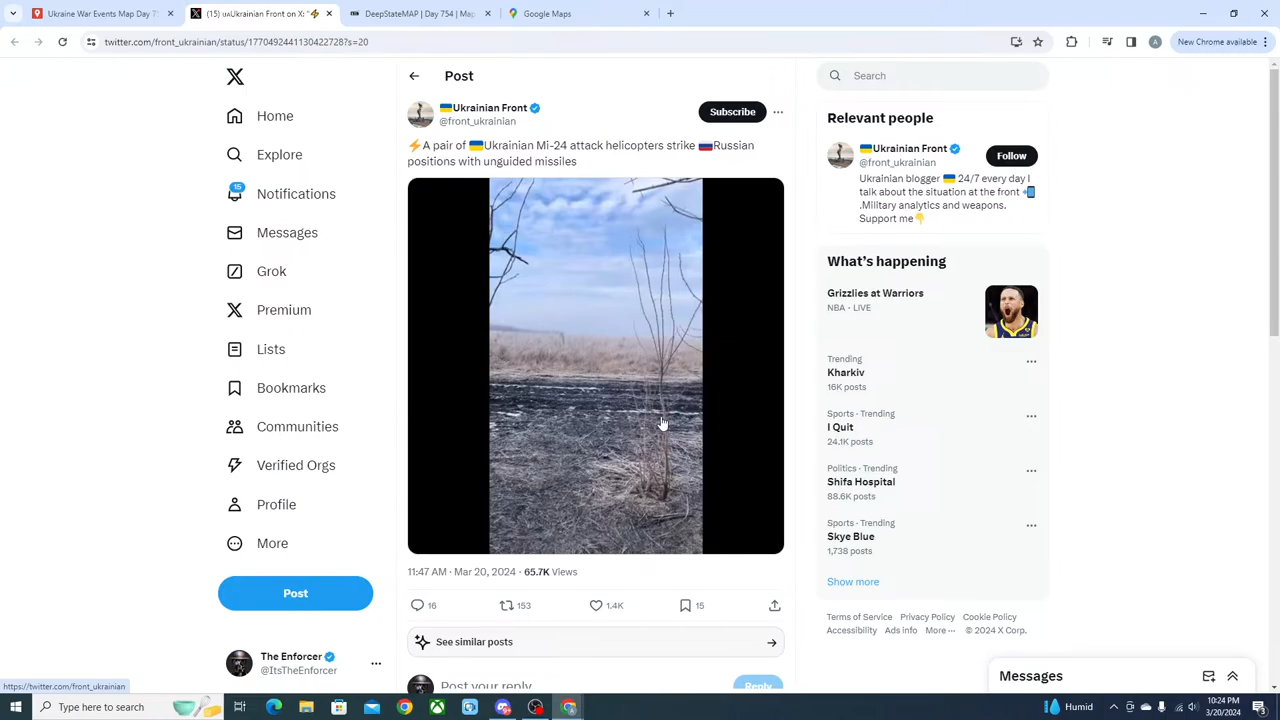 Ukraine War Events Map Day 7
(15) Ukrainian Front on X: "⚡
DeepStateMAP | Day 754 | Map
Google Maps
twitter.com/front_ukrainian/status/1770492441130422728?s=20
New Chrome available
Post
Search
🇺🇦Ukrainian Front
@front_ukrainian
Subscribe
⚡A pair of 🇺🇦Ukrainian Mi-24 attack helicopters strike 🇷🇺Russian
positions with unguided missiles
11:47 AM · Mar 20, 2024 · 65.7K Views
16
153
1.4K
15
See similar posts
Post your reply
Reply
Home
Explore
15
Notifications
Messages
Grok
Premium
Lists
Bookmarks
Communities
Verified Orgs
Profile
More
Post
The Enforcer
@ItsTheEnforcer
Relevant people
🇺🇦Ukrainian Front
@front_ukrainian
Follow
Ukrainian blogger 🇺🇦 24/7 every day I
talk about the situation at the front 📲
.Military analytics and weapons.
Support me👇
What's happening
Grizzlies at Warriors
NBA · LIVE
Trending
Kharkiv
16K posts
Sports · Trending
I Quit
24.1K posts
Politics · Trending
Shifa Hospital
88.6K posts
Sports · Trending
Skye Blue
1,738 posts
Show more
Terms of Service Privacy Policy Cookie Policy
Accessibility Ads info More ··· © 2024 X Corp.
Messages
https://twitter.com/front_ukrainian
Type here to search
Humid
10:24 PM
3/20/2024